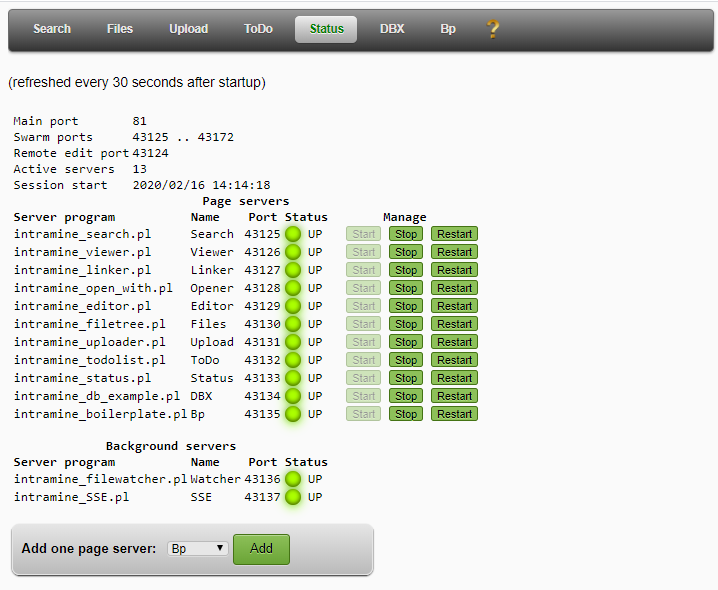 Search Files Upload ToDo Status DBX Bp ?
(refreshed every 30 seconds after startup)
Main port 81
Swarm ports 43125 .. 43172
Remote edit port 43124
Active servers 13
Session start 2020/02/16 14:14:18
Page servers
Server program Name Port Status Manage
intramine_search.pl Search 43125 UP Start Stop Restart
intramine_viewer.pl Viewer 43126 UP Start Stop Restart
intramine_linker.pl Linker 43127 UP Start Stop Restart
intramine_open_with.pl Opener 43128 UP Start Stop Restart
intramine_editor.pl Editor 43129 UP Start Stop Restart
intramine_filetree.pl Files 43130 UP Start Stop Restart
intramine_uploader.pl Upload 43131 UP Start Stop Restart
intramine_todolist.pl ToDo 43132 UP Start Stop Restart
intramine_status.pl Status 43133 UP Start Stop Restart
intramine_db_example.pl DBX 43134 UP Start Stop Restart
intramine_boilerplate.pl Bp 43135 UP Start Stop Restart
Background servers
Server program Name Port Status
intramine_filewatcher.pl Watcher 43136 UP
intramine_SSE.pl SSE 43137 UP
Add one page server: Bp Add